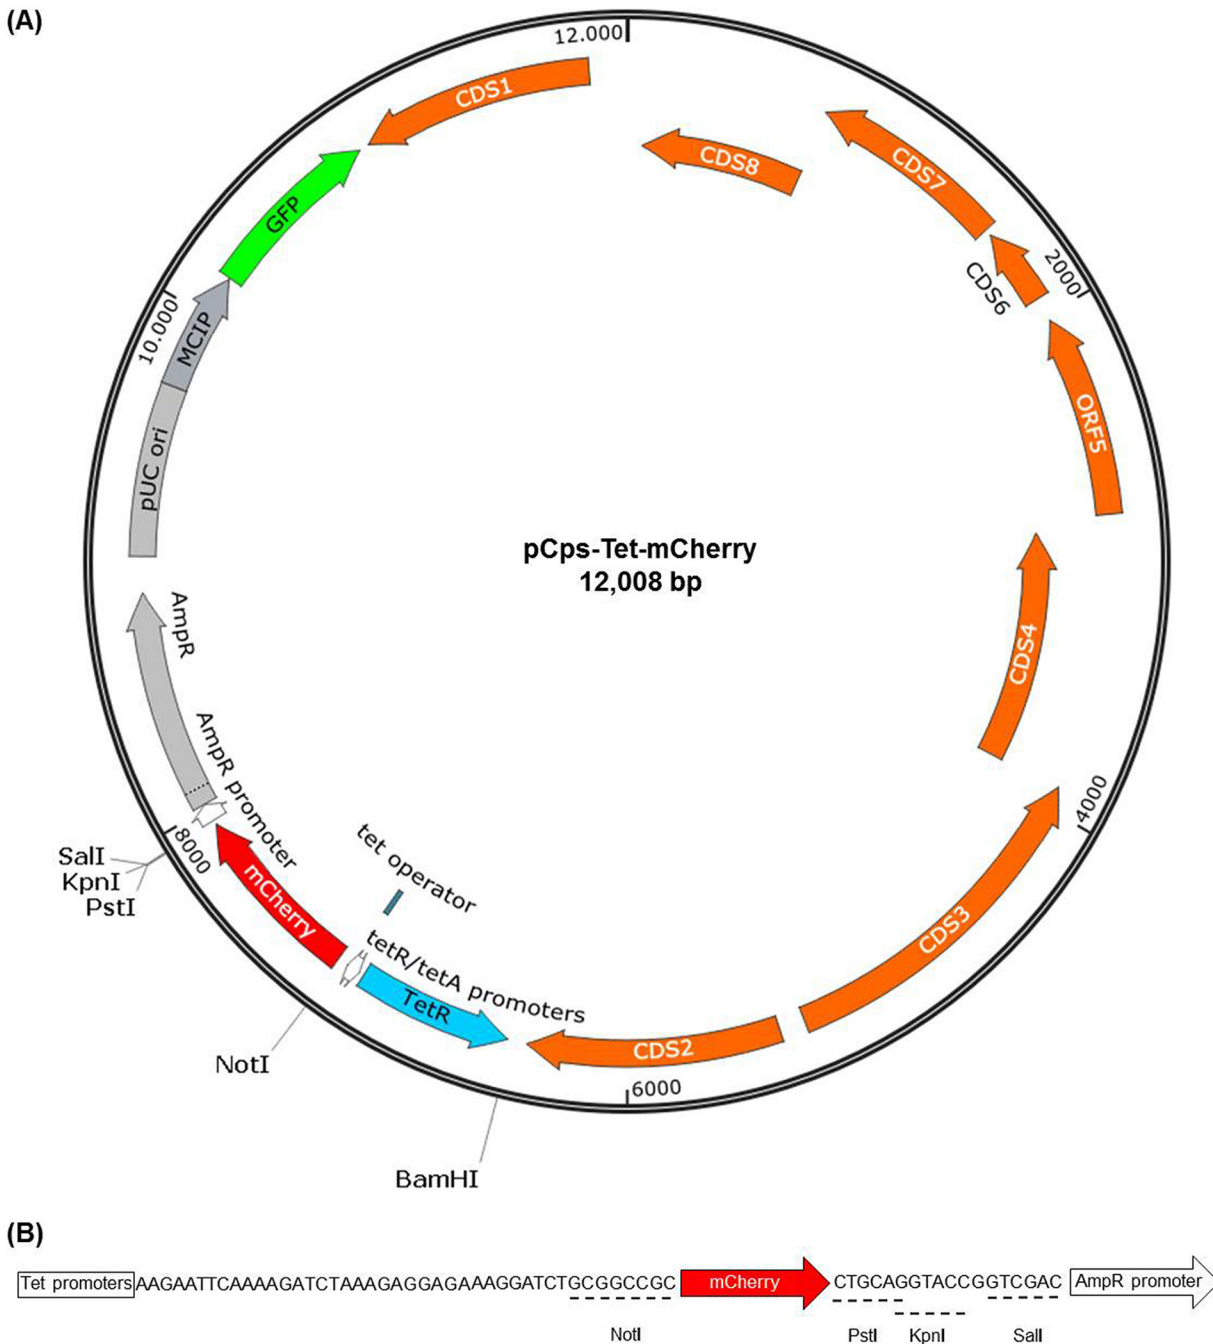 (A)
12.000
CDS1
CDS8
CDS7
GFP
CDS6
2000
10.000
MCIP
ORF5
pUC ori
pCps-Tet-mCherry
12,008 bp
AmpR
CDS4
AmpR promoter
4000
8000
SalI
KpnI
PstI
mCherry
tet operator
CDS3
tetR/tetA promoters
TetR
CDS2
NotI
6000
BamHI
(B)
Tet promoters AAGAATTCAAAAGATCTAAAGAGGAGAAAGGATCTGCGGCCGC mCherry CTGCAGGTACCGGTCGAC AmpR promoter
NotI PstI KpnI SalI